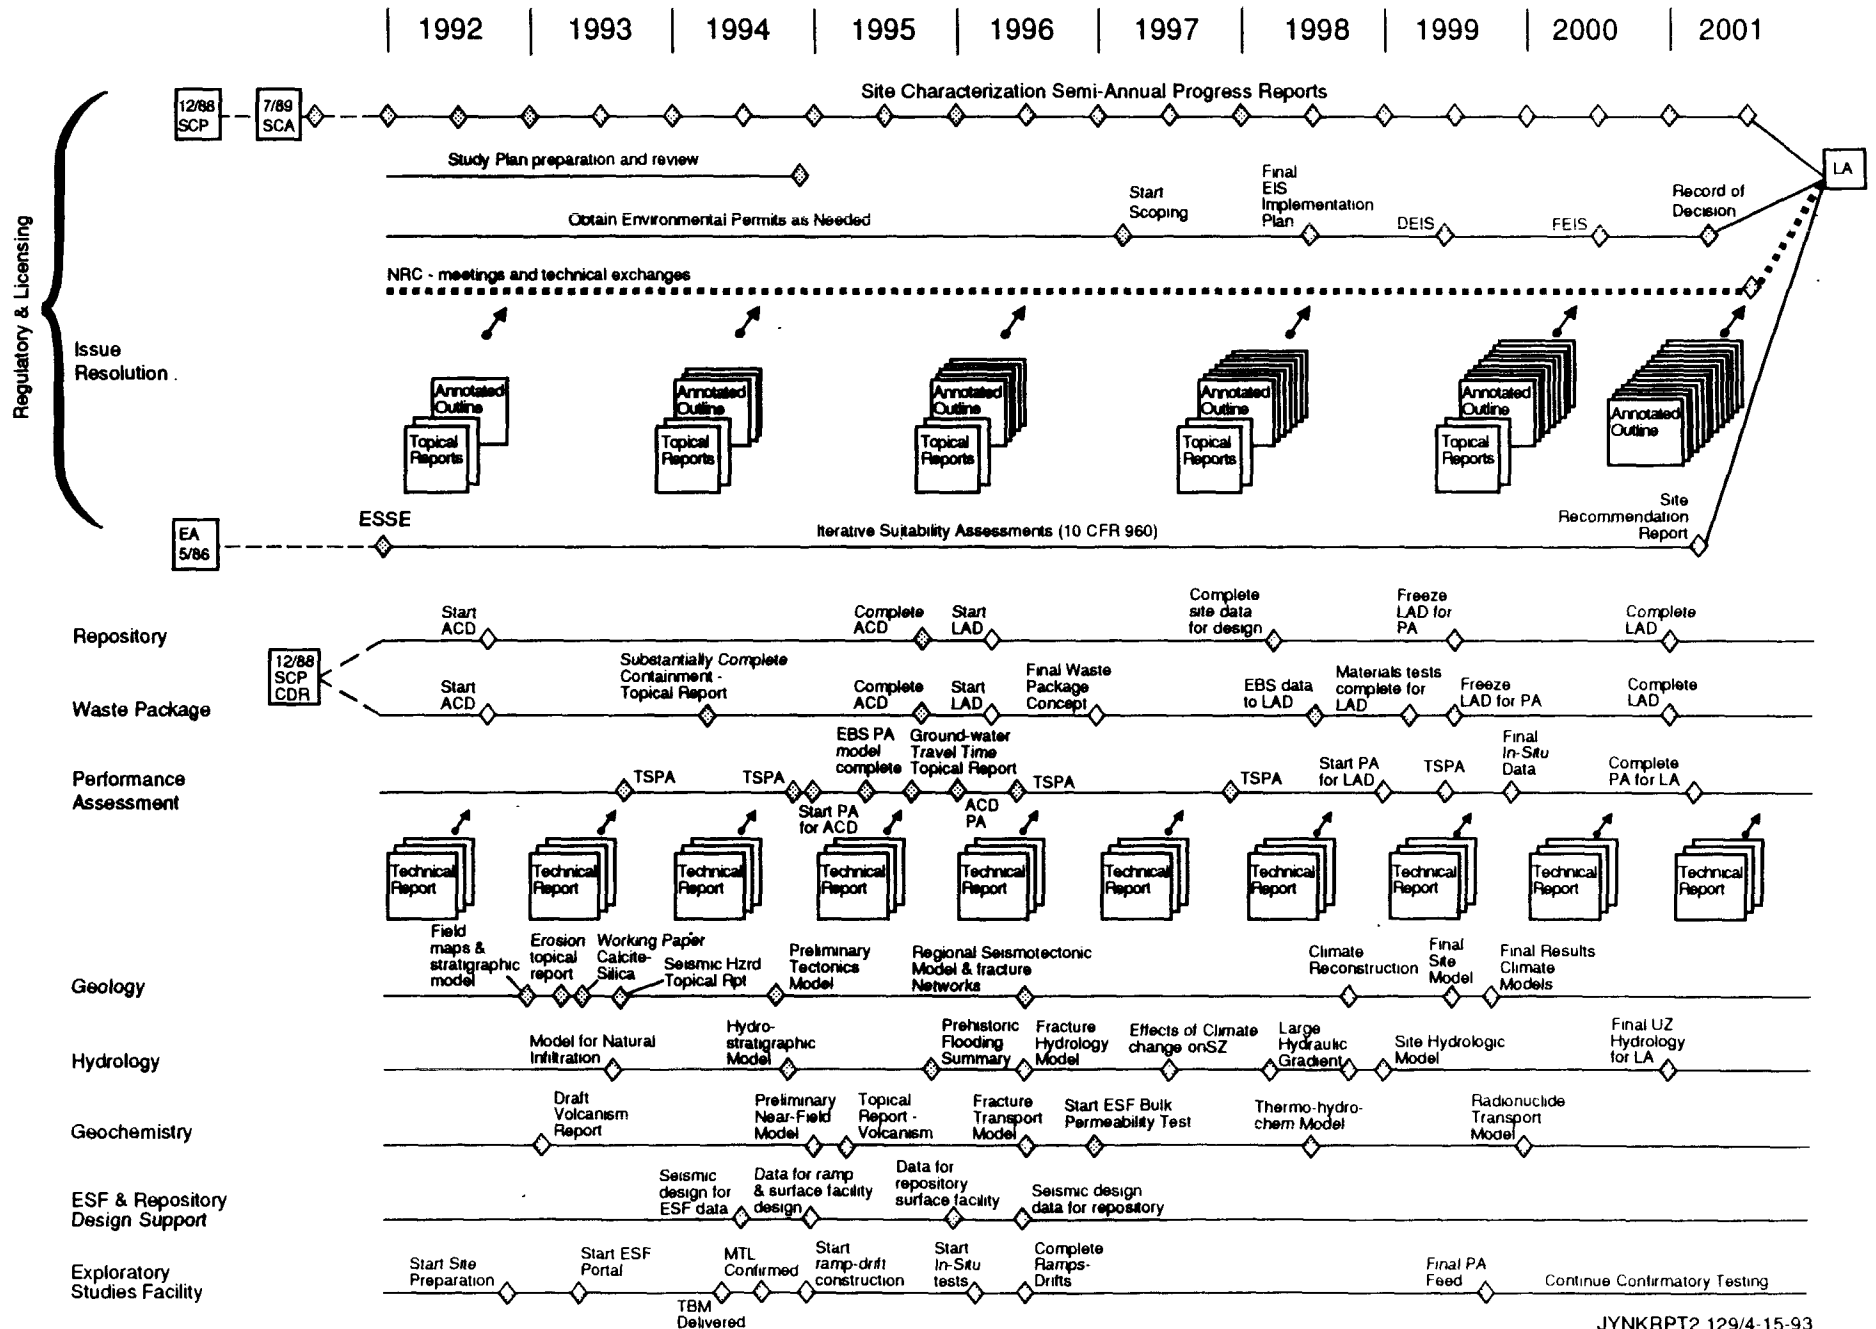 1992 1993 1994 1995 1996 1997 1998 1999 2000 2001
Site Characterization Semi-Annual Progress Reports
12/88
SCP
7/89
SCA
LA
Study Plan preparation and review
Start
Scoping
Final
EIS
Implementation
Plan
Record of
Decision
Obtain Environmental Permits as Needed
DEIS
FEIS
NRC - meetings and technical exchanges
Regulatory & Licensing
Issue
Resolution
Annotated
Outline
Topical
Reports
Annotated
Outline
Topical
Reports
Annotated
Outline
Topical
Reports
Annotated
Outline
Topical
Reports
Annotated
Outline
Topical
Reports
Annotated
Outline
EA
5/86
ESSE
Iterative Suitability Assessments (10 CFR 960)
Site
Recommendation
Report
Repository
Start
ACD
Complete
ACD
Start
LAD
Complete
site data
for design
Freeze
LAD for
PA
Complete
LAD
12/88
SCP
CDR
Waste Package
Start
ACD
Substantially Complete
Containment -
Topical Report
Complete
ACD
Start
LAD
Final Waste
Package
Concept
EBS data
to LAD
Materials tests
complete for
LAD
Freeze
LAD for PA
Complete
LAD
Performance
Assessment
TSPA
TSPA
Start PA
for ACD
EBS PA
model
complete
Ground-water
Travel Time
Topical Report
ACD
PA
TSPA
TSPA
Start PA
for LAD
TSPA
Final
In-Situ
Data
Complete
PA for LA
Technical
Report
Technical
Report
Technical
Report
Technical
Report
Technical
Report
Technical
Report
Technical
Report
Technical
Report
Technical
Report
Technical
Report
Geology
Field
maps &
stratigraphic
model
Erosion
topical
report
Working Paper
Calcite-
Silica
Seismic Hzrd
Topical Rpt
Preliminary
Tectonics
Model
Regional Seismotectonic
Model & fracture
Networks
Climate
Reconstruction
Final
Site
Model
Final Results
Climate
Models
Hydrology
Model for Natural
Infiltration
Hydro-
stratigraphic
Model
Prehistoric
Flooding
Summary
Fracture
Hydrology
Model
Effects of Climate
change onSZ
Large
Hydraulic
Gradient
Site Hydrologic
Model
Final UZ
Hydrology
for LA
Geochemistry
Draft
Volcanism
Report
Preliminary
Near-Field
Model
Topical
Report -
Volcanism
Fracture
Transport
Model
Start ESF Bulk
Permeability Test
Thermo-hydro-
chem Model
Radionuclide
Transport
Model
ESF & Repository
Design Support
Seismic
design for
ESF data
Data for ramp
& surface facility
design
Data for
repository
surface facility
Seismic design
data for repository
Exploratory
Studies Facility
Start Site
Preparation
Start ESF
Portal
TBM
Delivered
MTL
Confirmed
Start
ramp-drift
construction
Start
In-Situ
tests
Complete
Ramps-
Drifts
Final PA
Feed
Continue Confirmatory Testing
JYNKRPT2.129/4-15-93